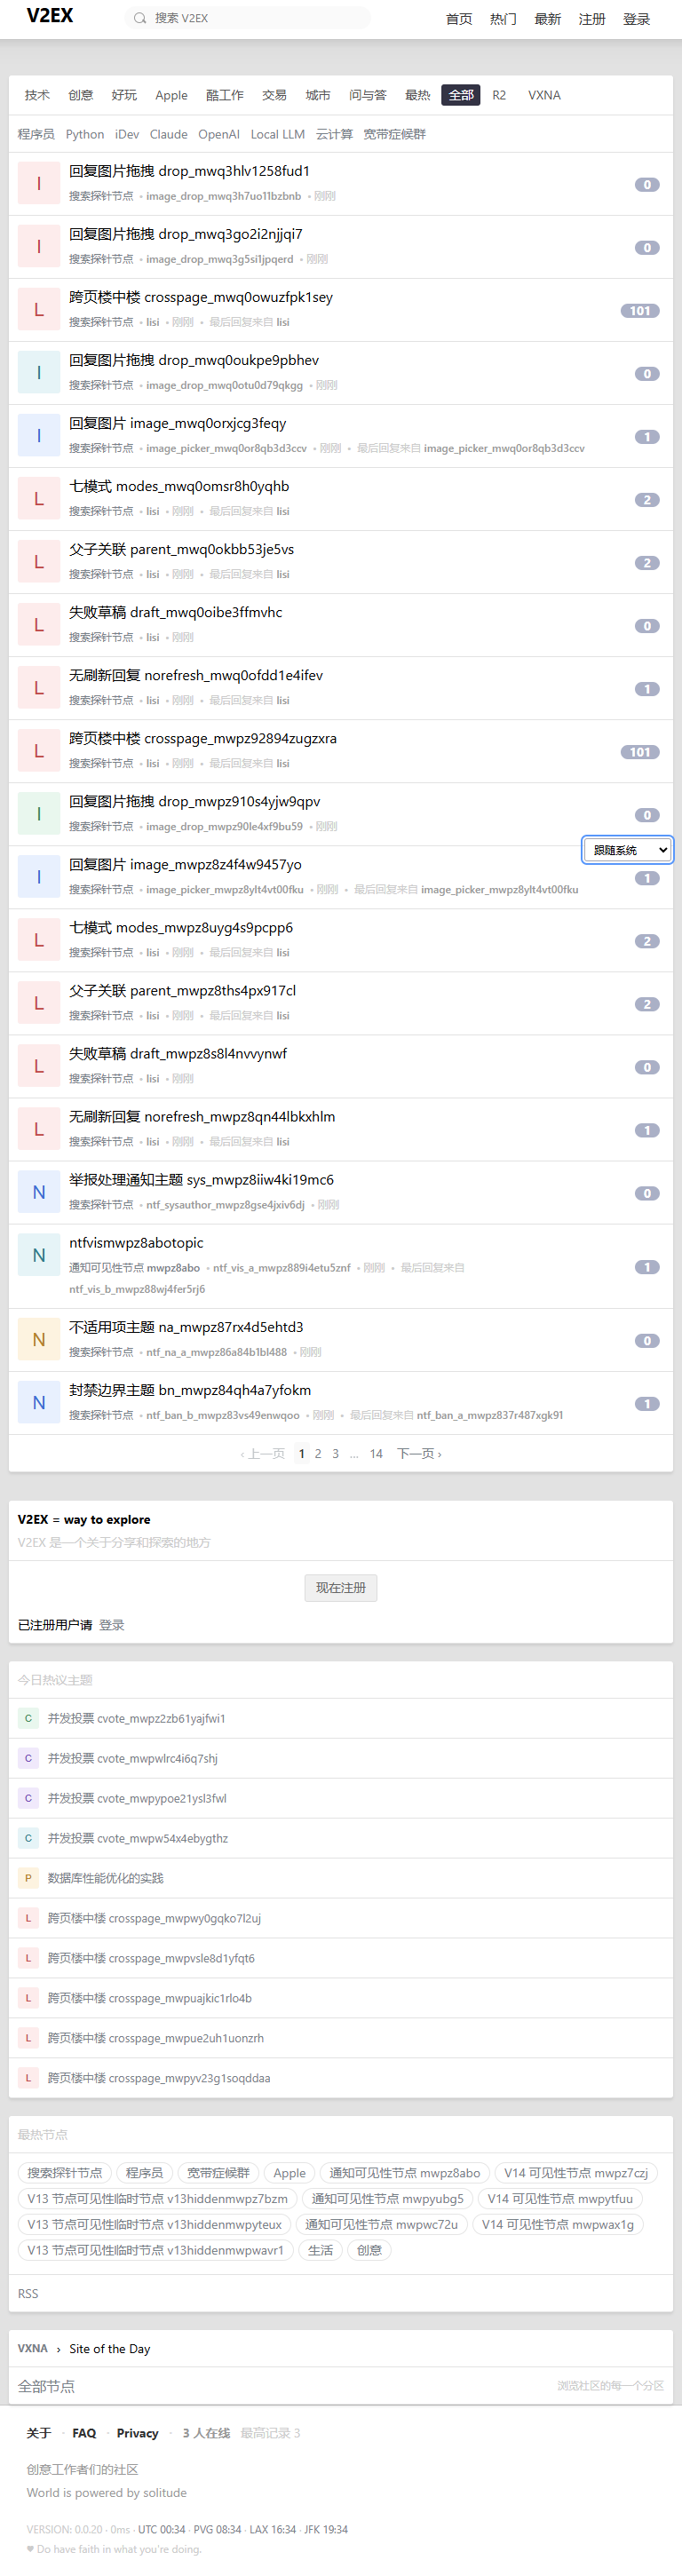 V2EX
搜索 V2EX
首页 热门 最新 注册 登录
技术 创意 好玩 Apple 酷工作 交易 城市 问与答 最热 全部 R2 VXNA
程序员 Python iDev Claude OpenAI Local LLM 云计算 宽带症候群
I
回复图片拖拽 drop_mwq3hlv1258fud1
搜索探针节点 • image_drop_mwq3h7uo11bzbnb • 刚刚
0
I
回复图片拖拽 drop_mwq3go2i2njjqi7
搜索探针节点 • image_drop_mwq3g5si1jpqerd • 刚刚
0
L
跨页楼中楼 crosspage_mwq0owuzfpk1sey
搜索探针节点 • lisi • 刚刚 • 最后回复来自 lisi
101
I
回复图片拖拽 drop_mwq0oukpe9pbhev
搜索探针节点 • image_drop_mwq0otu0d79qkgg • 刚刚
0
I
回复图片 image_mwq0orxjcg3feqy
搜索探针节点 • image_picker_mwq0or8qb3d3ccv • 刚刚 • 最后回复来自 image_picker_mwq0or8qb3d3ccv
1
L
七模式 modes_mwq0omsr8h0yqhb
搜索探针节点 • lisi • 刚刚 • 最后回复来自 lisi
2
L
父子关联 parent_mwq0okbb53je5vs
搜索探针节点 • lisi • 刚刚 • 最后回复来自 lisi
2
L
失败草稿 draft_mwq0oibe3ffmvhc
搜索探针节点 • lisi • 刚刚
0
L
无刷新回复 norefresh_mwq0ofdd1e4ifev
搜索探针节点 • lisi • 刚刚 • 最后回复来自 lisi
1
L
跨页楼中楼 crosspage_mwpz92894zugzxra
搜索探针节点 • lisi • 刚刚 • 最后回复来自 lisi
101
I
回复图片拖拽 drop_mwpz910s4yjw9qpv
搜索探针节点 • image_drop_mwpz90le4xf9bu59 • 刚刚
0
跟随系统
I
回复图片 image_mwpz8z4f4w9457yo
搜索探针节点 • image_picker_mwpz8ylt4vt00fku • 刚刚 • 最后回复来自 image_picker_mwpz8ylt4vt00fku
1
L
七模式 modes_mwpz8uyg4s9pcpp6
搜索探针节点 • lisi • 刚刚 • 最后回复来自 lisi
2
L
父子关联 parent_mwpz8ths4px917cl
搜索探针节点 • lisi • 刚刚 • 最后回复来自 lisi
2
L
失败草稿 draft_mwpz8s8l4nvvynwf
搜索探针节点 • lisi • 刚刚
0
L
无刷新回复 norefresh_mwpz8qn44lbkxhlm
搜索探针节点 • lisi • 刚刚 • 最后回复来自 lisi
1
N
举报处理通知主题 sys_mwpz8iiw4ki19mc6
搜索探针节点 • ntf_sysauthor_mwpz8gse4jxiv6dj • 刚刚
0
N
ntfvismwpz8abotopic
通知可见性节点 mwpz8abo • ntf_vis_a_mwpz889i4etu5znf • 刚刚 • 最后回复来自
ntf_vis_b_mwpz88wj4fer5rj6
1
N
不适用项主题 na_mwpz87rx4d5ehtd3
搜索探针节点 • ntf_na_a_mwpz86a84b1bl488 • 刚刚
0
N
封禁边界主题 bn_mwpz84qh4a7yfokm
搜索探针节点 • ntf_ban_b_mwpz83vs49enwqoo • 刚刚 • 最后回复来自 ntf_ban_a_mwpz837r487xgk91
1
‹ 上一页 1 2 3 ... 14 下一页 ›
V2EX = way to explore
V2EX 是一个关于分享和探索的地方
现在注册
已注册用户请 登录
今日热议主题
C 并发投票 cvote_mwpz2zb61yajfwi1
C 并发投票 cvote_mwpwlrc4i6q7shj
C 并发投票 cvote_mwpypoe21ysl3fwl
C 并发投票 cvote_mwpw54x4ebygthz
P 数据库性能优化的实践
L 跨页楼中楼 crosspage_mwpwy0gqko7l2uj
L 跨页楼中楼 crosspage_mwpvsle8d1yfqt6
L 跨页楼中楼 crosspage_mwpuajkic1rlo4b
L 跨页楼中楼 crosspage_mwpue2uh1uonzrh
L 跨页楼中楼 crosspage_mwpyv23g1soqddaa
最热节点
搜索探针节点 程序员 宽带症候群 Apple 通知可见性节点 mwpz8abo V14 可见性节点 mwpz7czj
V13 节点可见性临时节点 v13hiddenmwpz7bzm 通知可见性节点 mwpyubg5 V14 可见性节点 mwpytfuu
V13 节点可见性临时节点 v13hiddenmwpyteux 通知可见性节点 mwpwc72u V14 可见性节点 mwpwax1g
V13 节点可见性临时节点 v13hiddenmwpwavr1 生活 创意
RSS
VXNA › Site of the Day
全部节点 浏览社区的每一个分区
关于 · FAQ · Privacy · 3 人在线 最高记录 3
创意工作者们的社区
World is powered by solitude
VERSION: 0.0.20 · 0ms · UTC 00:34 · PVG 08:34 · LAX 16:34 · JFK 19:34
♥ Do have faith in what you're doing.